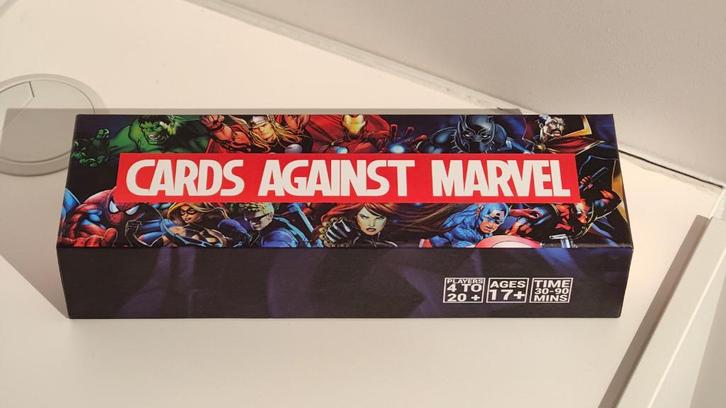 CARDS AGAINST MARVEL
PLAYERS
4 TO
20 +
AGES
17+
TIME
30-90
MINS